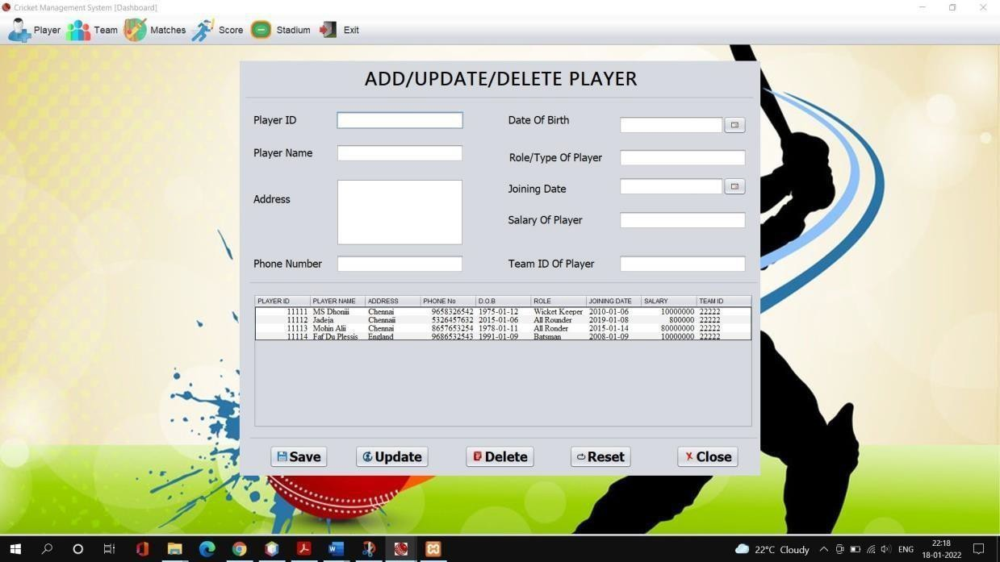 Cricket Management System [Dashboard]
Player Team Matches Score Stadium Exit
ADD/UPDATE/DELETE PLAYER
Player ID
Date Of Birth
Player Name
Role/Type Of Player
Address
Joining Date
Salary Of Player
Phone Number
Team ID Of Player
PLAYER ID PLAYER NAME ADDRESS PHONE No D.O.B ROLE JOINING DATE SALARY TEAM ID
11111 MS Dhoniii Chennai 9658326542 1975-01-12 Wicket Keeper 2010-01-06 10000000 22222
11112 Jadeja Chennaii 5326457632 2015-01-06 All Rounder 2019-01-08 800000 22222
11113 Mohin Alii Chennai 8657653254 1978-01-11 All Ronder 2015-01-14 80000000 22222
11114 Faf Du Plessis England 9686532543 1991-01-09 Batsman 2008-01-09 10000000 22222
Save Update Delete Reset Close
22°C Cloudy
ENG
22:18
18-01-2022